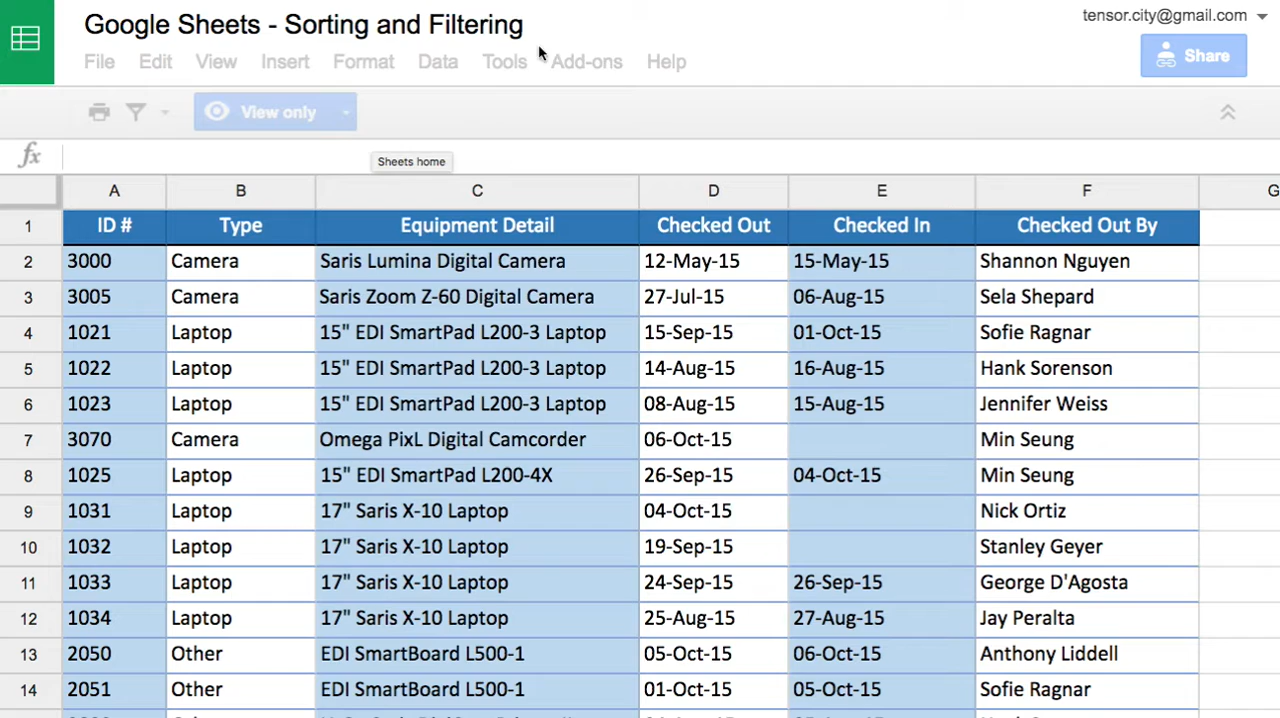 Google Sheets - Sorting and Filtering
tensor.city@gmail.com
File Edit View Insert Format Data Tools Add-ons Help
Share
View only
fx
Sheets home
A B C D E F G
1 ID # Type Equipment Detail Checked Out Checked In Checked Out By
2 3000 Camera Saris Lumina Digital Camera 12-May-15 15-May-15 Shannon Nguyen
3 3005 Camera Saris Zoom Z-60 Digital Camera 27-Jul-15 06-Aug-15 Sela Shepard
4 1021 Laptop 15" EDI SmartPad L200-3 Laptop 15-Sep-15 01-Oct-15 Sofie Ragnar
5 1022 Laptop 15" EDI SmartPad L200-3 Laptop 14-Aug-15 16-Aug-15 Hank Sorenson
6 1023 Laptop 15" EDI SmartPad L200-3 Laptop 08-Aug-15 15-Aug-15 Jennifer Weiss
7 3070 Camera Omega PixL Digital Camcorder 06-Oct-15 Min Seung
8 1025 Laptop 15" EDI SmartPad L200-4X 26-Sep-15 04-Oct-15 Min Seung
9 1031 Laptop 17" Saris X-10 Laptop 04-Oct-15 Nick Ortiz
10 1032 Laptop 17" Saris X-10 Laptop 19-Sep-15 Stanley Geyer
11 1033 Laptop 17" Saris X-10 Laptop 24-Sep-15 26-Sep-15 George D'Agosta
12 1034 Laptop 17" Saris X-10 Laptop 25-Aug-15 27-Aug-15 Jay Peralta
13 2050 Other EDI SmartBoard L500-1 05-Oct-15 06-Oct-15 Anthony Liddell
14 2051 Other EDI SmartBoard L500-1 01-Oct-15 05-Oct-15 Sofie Ragnar